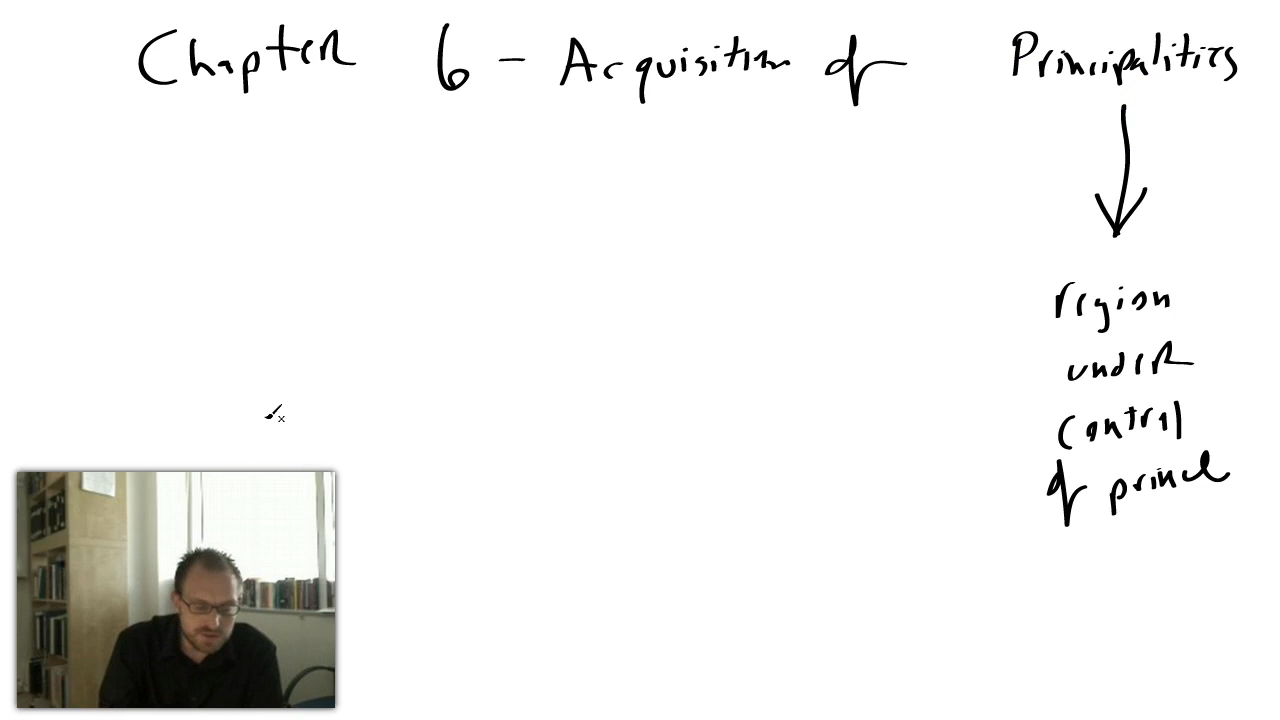 Chapter 6 - Acquisition of Principalities
region
under
control
of prince